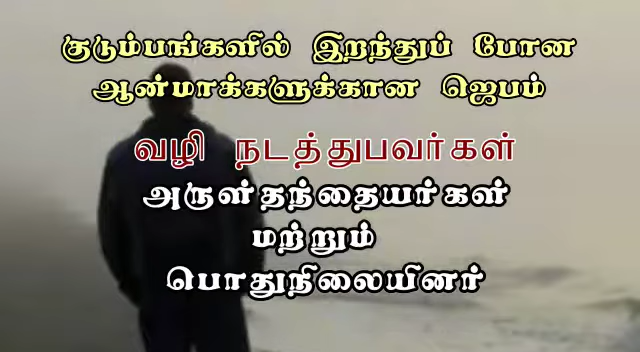 குடும்பங்களில் இறந்துப் போன
ஆன்மாக்களுக்கான ஜெபம்
வழி நடத்துபவர்கள்
அருள்தந்தையர்கள்
மற்றும்
பொதுநிலையினர்